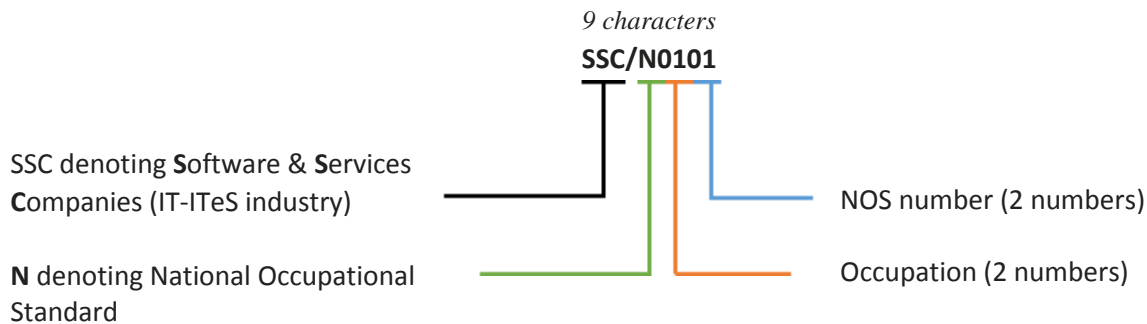 9 characters
SSC/N0101
SSC denoting Software & Services
Companies (IT-ITeS industry)
NOS number (2 numbers)
N denoting National Occupational
Standard
Occupation (2 numbers)